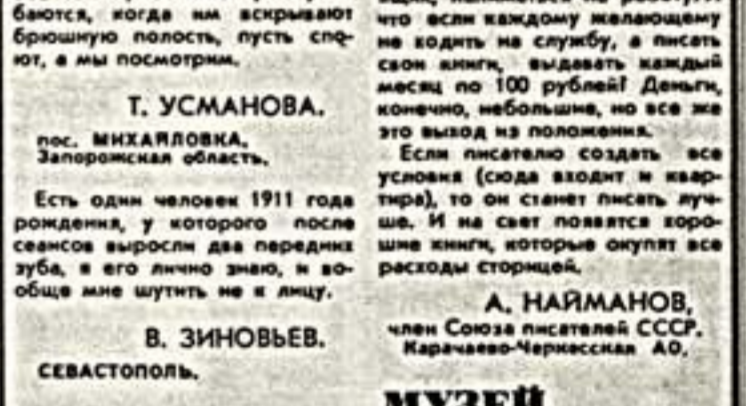 баются, когда им вскрывают
брюшную полость, пусть спо-
ют, а мы посмотрим.
Т. УСМАНОВА.
пос. МИХАЙЛОВКА,
Запорожская область.
Есть один человек 1911 года
рождения, у которого после
сеансов выросли два передних
зуба, я его лично знаю, и во-
обще мне шутить не к лицу.
В. ЗИНОВЬЕВ.
СЕВАСТОПОЛЬ.
что если каждому желающему
не ходить на службу, а писать
свои книги, выдавать каждый
месяц по 100 рублей! Деньги,
конечно, небольшие, но все же
это выход из положения.
Если писателю создать все
условия (сюда входит и квар-
тира), то он станет писать луч-
ше. И на свет появятся хоро-
шие книги, которые окупят все
расходы сторицей.
А. НАЙМАНОВ,
член Союза писателей СССР.
Карачаево-Черкесская АО.
МУЗЕЙ